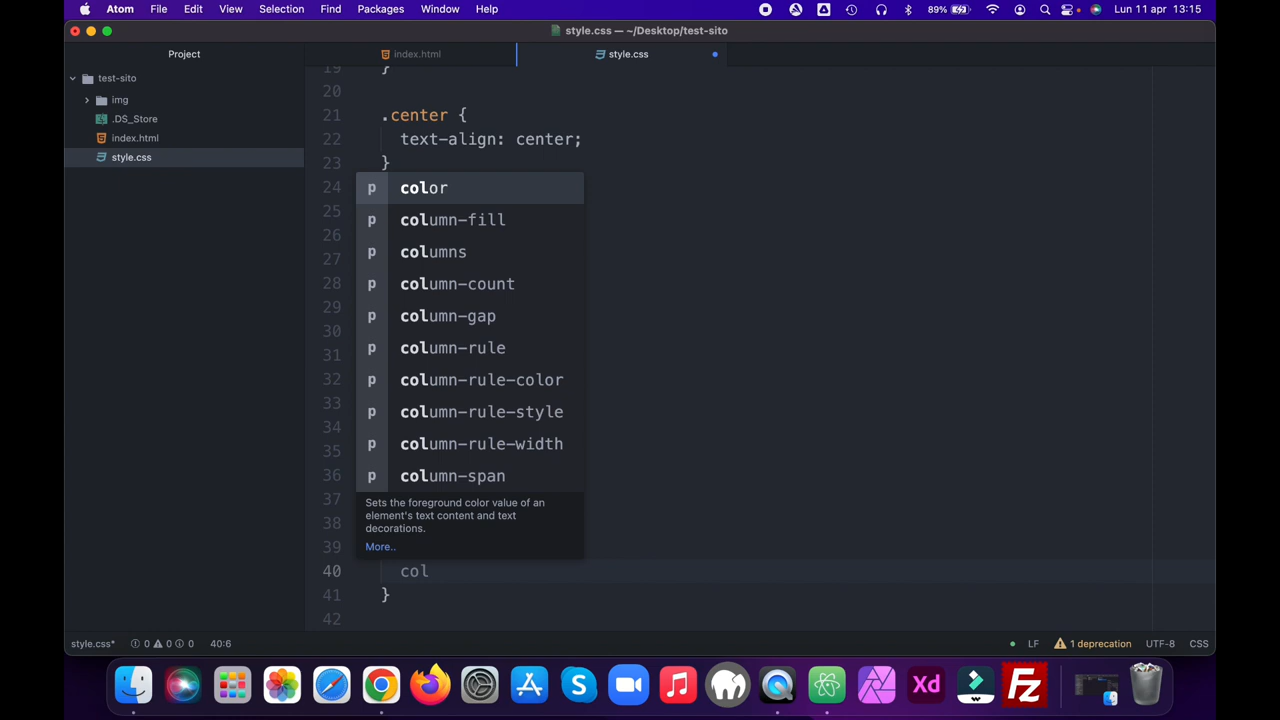 Atom File Edit View Selection Find Packages Window Help 89% Lun 11 apr 13:15
style.css — ~/Desktop/test-sito
Project index.html style.css
test-sito
img
.DS_Store
index.html
style.css
19 }
20
21 .center {
22 text-align: center;
23 }
24
25
26
27
28
29
30
31
32
33
34
35
36
37
38
39
40 col
41 }
42
p color
p column-fill
p columns
p column-count
p column-gap
p column-rule
p column-rule-color
p column-rule-style
p column-rule-width
p column-span
Sets the foreground color value of an
element's text content and text
decorations.
More..
style.css* 0 0 0 40:6 LF 1 deprecation UTF-8 CSS
Xd Fz